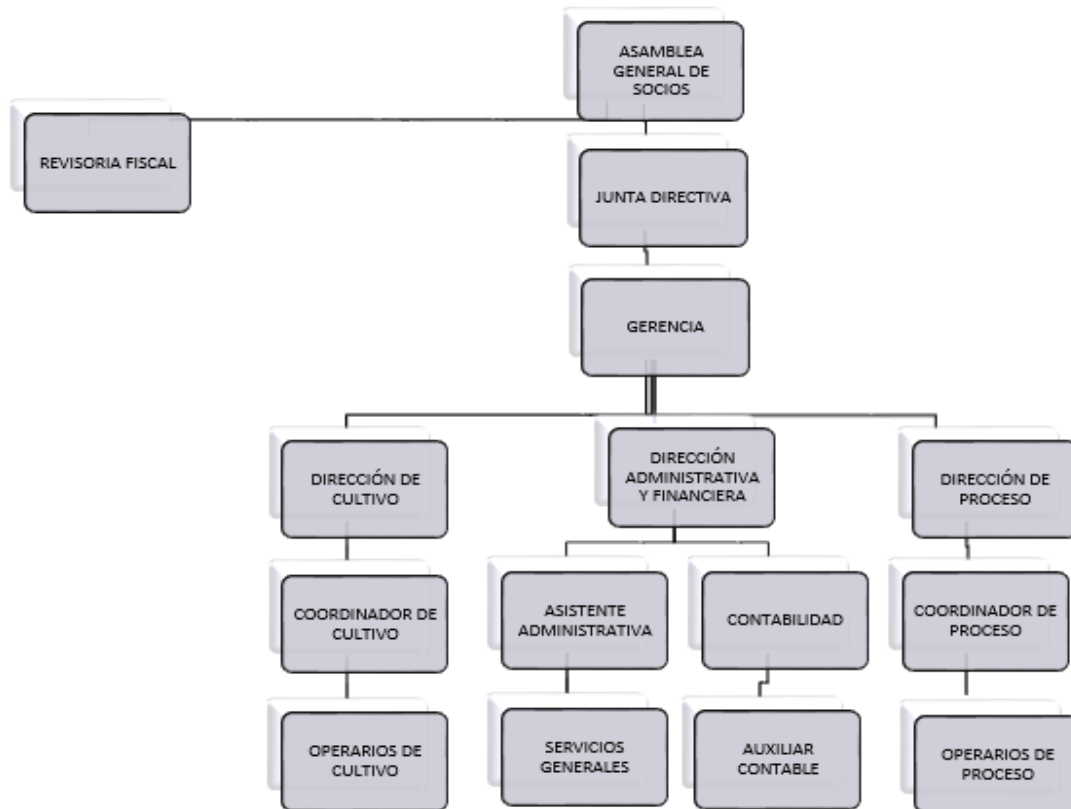 ASAMBLEA
GENERAL DE
SOCIOS
REVISORIA FISCAL
JUNTA DIRECTIVA
GERENCIA
DIRECCIÓN DE
CULTIVO
DIRECCIÓN
ADMINISTRATIVA
Y FINANCIERA
DIRECCIÓN DE
PROCESO
COORDINADOR DE
CULTIVO
ASISTENTE
ADMINISTRATIVA
CONTABILIDAD
COORDINADOR DE
PROCESO
OPERARIOS DE
CULTIVO
SERVICIOS
GENERALES
AUXILIAR
CONTABLE
OPERARIOS DE
PROCESO